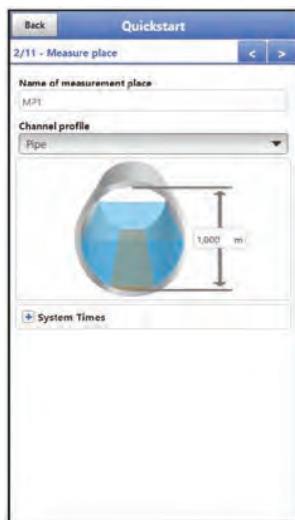 Back Quickstart
2/11 - Measure place < >
Name of measurement place
MP1
Channel profile
Pipe
1,000 m
+ System Times